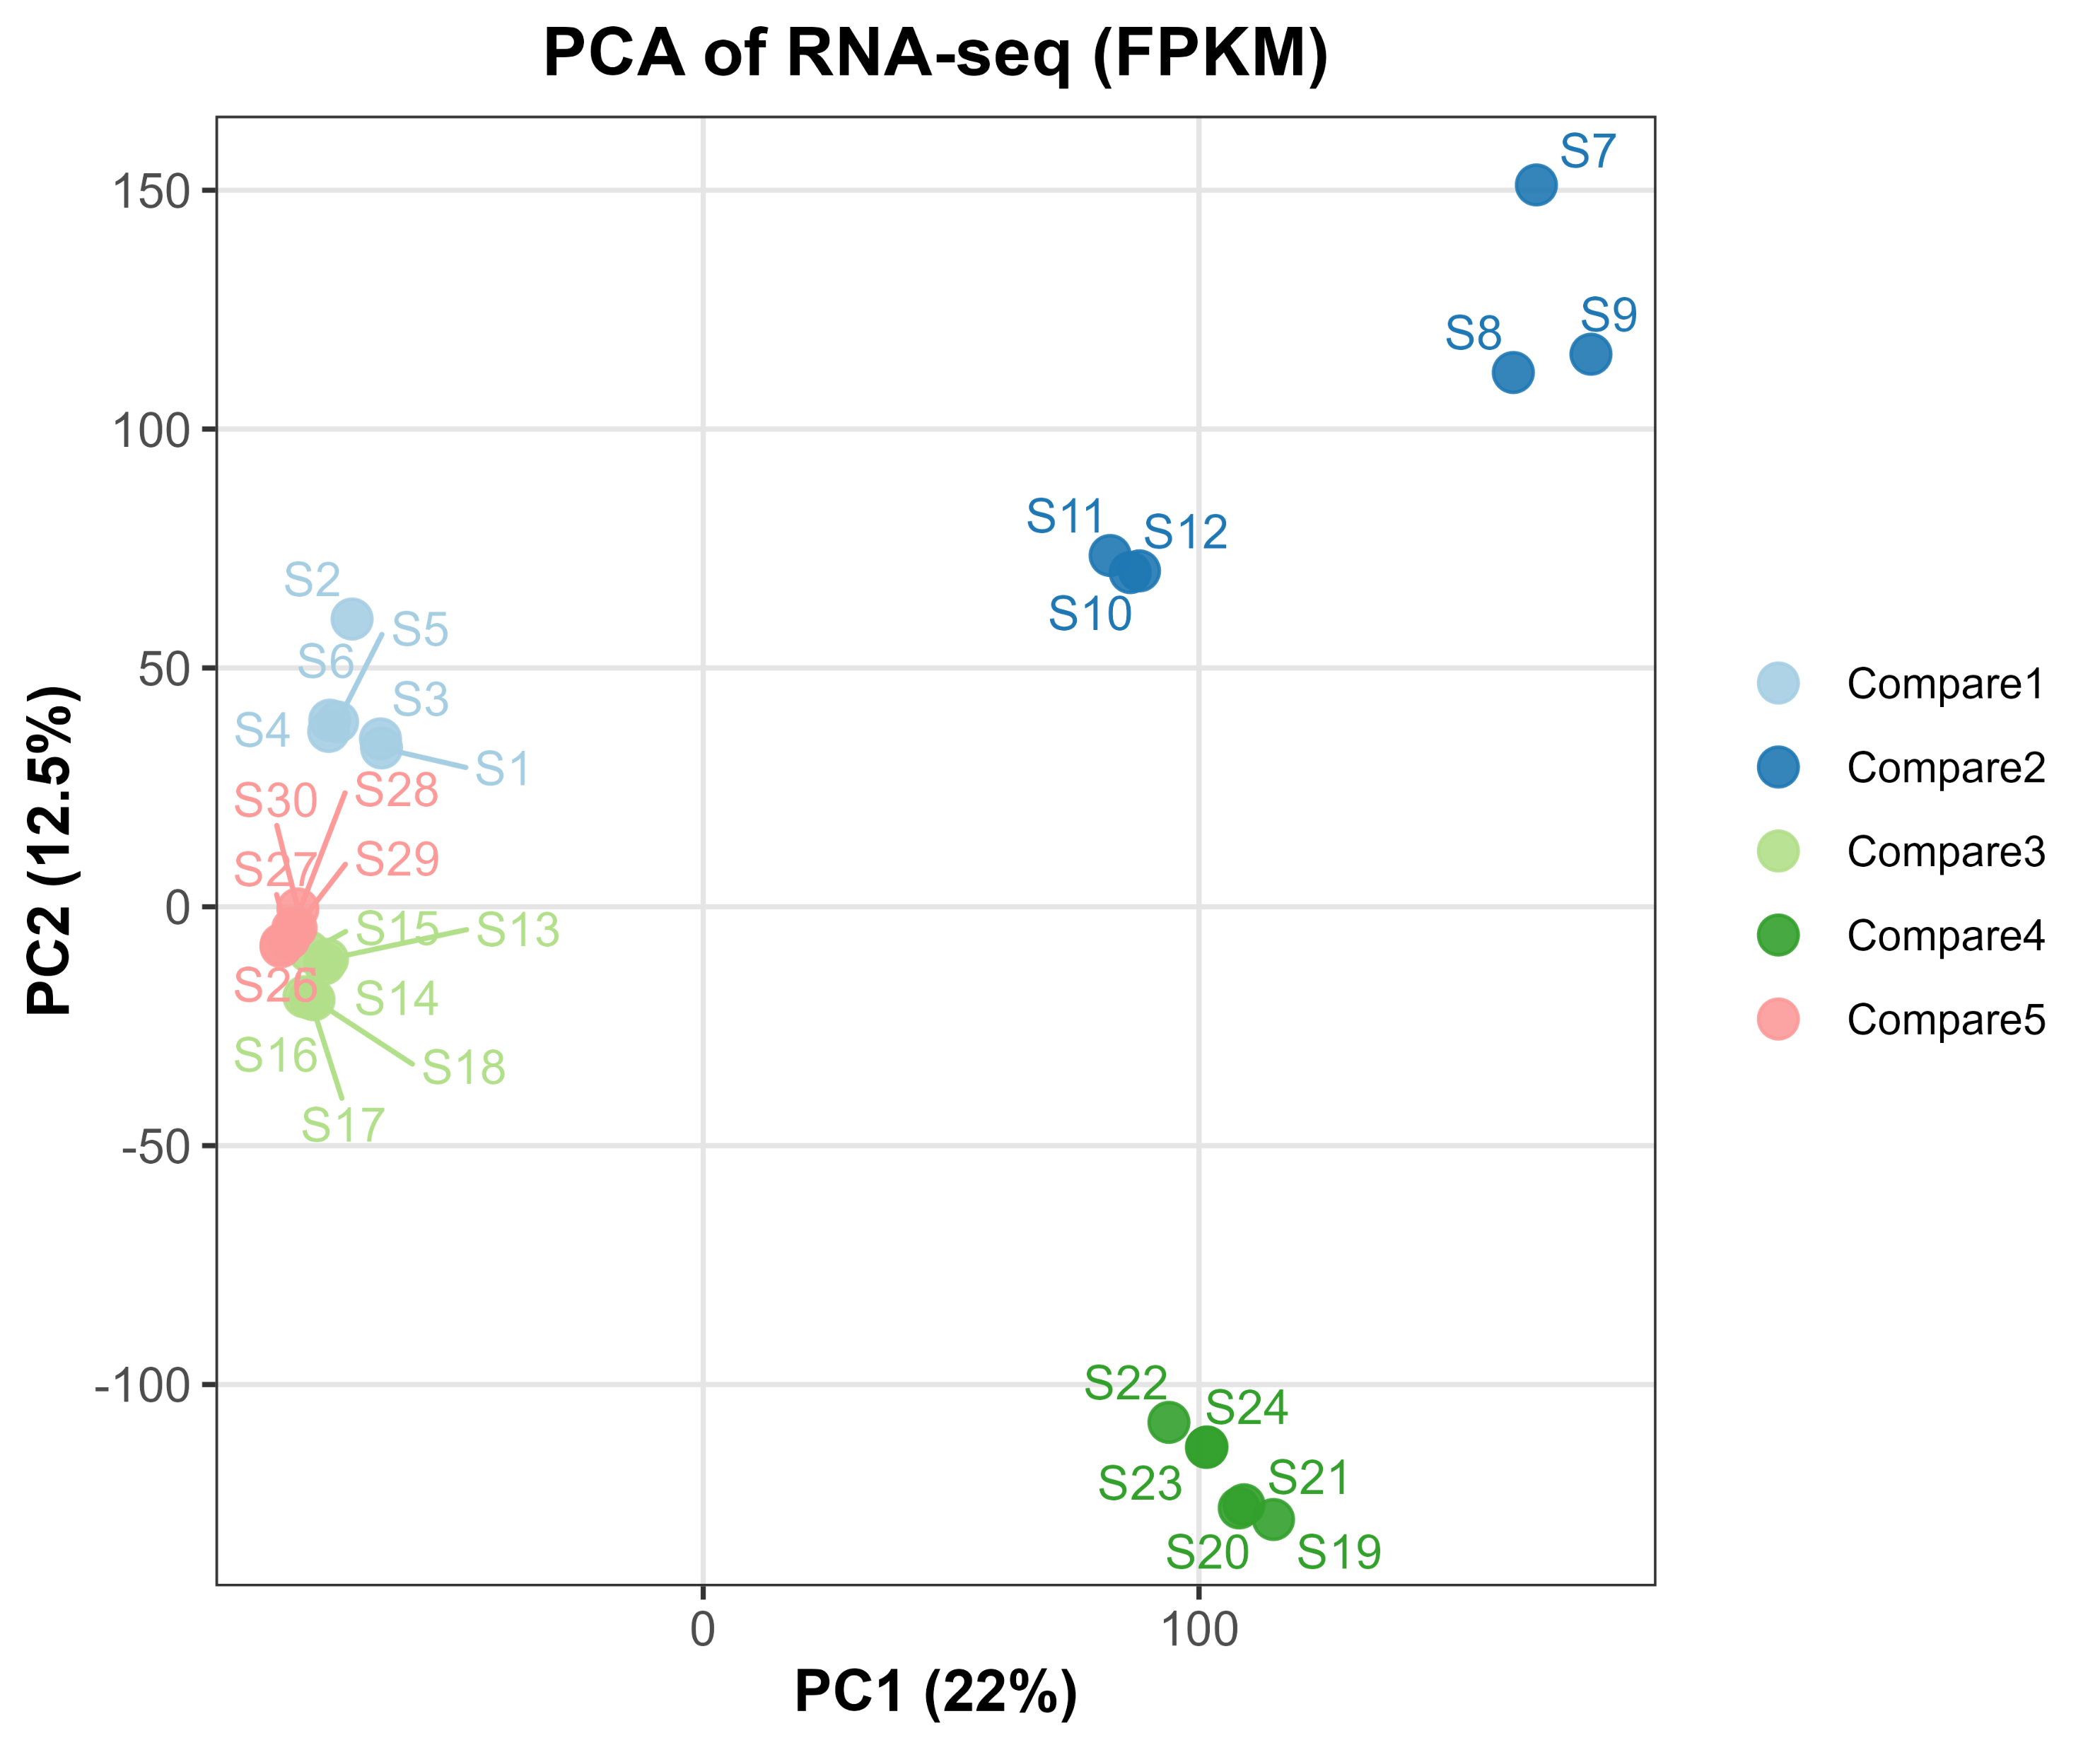 PCA of RNA-seq (FPKM)
150
100
50
0
-50
-100
PC2 (12.5%)
S7
S9
S8
S11
S12
S10
S2
S5
S6
S3
S4
S1
S28
S30
S29
S27
S15
S13
S14
S16
S18
S17
S22
S24
S21
S23
S20
S19
0
100
PC1 (22%)
Compare1
Compare2
Compare3
Compare4
Compare5